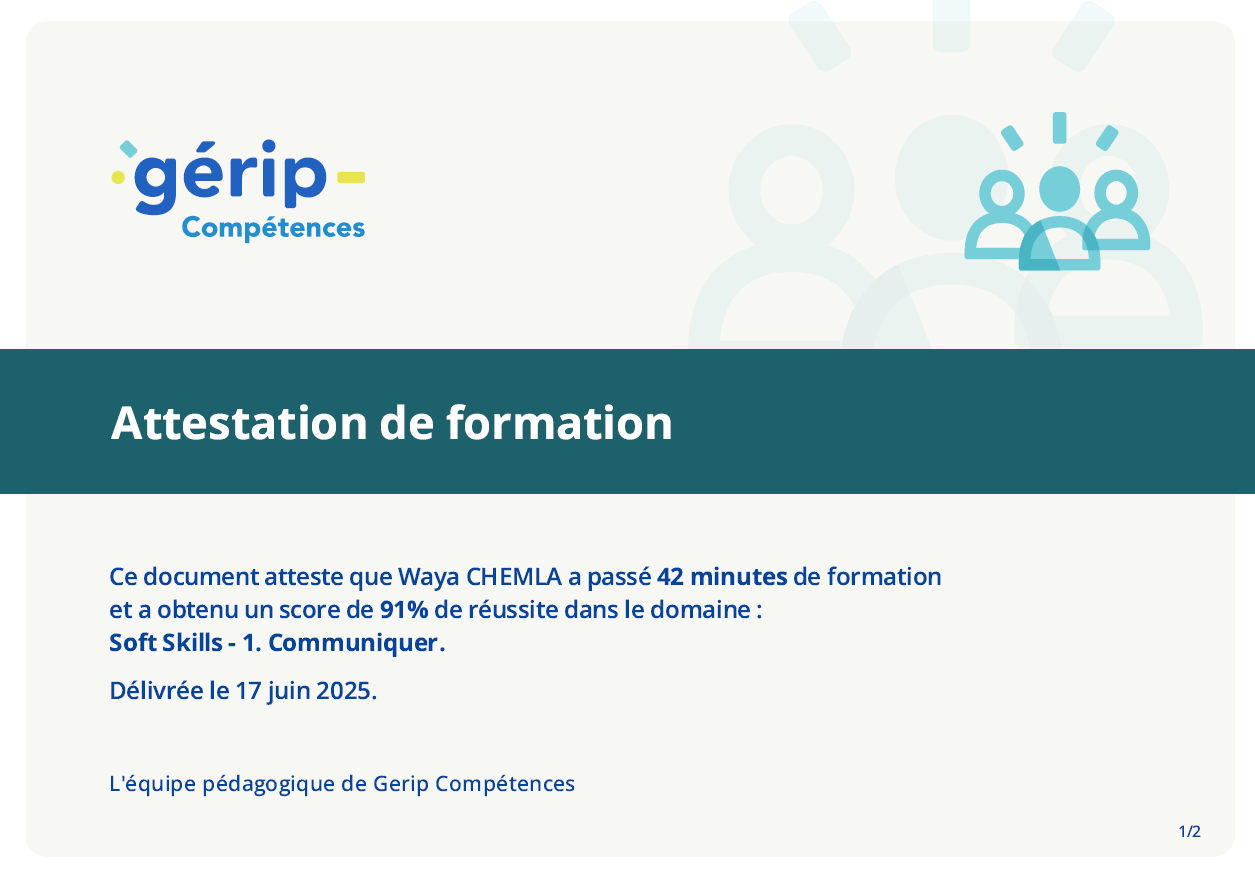 gérip
Compétences
Attestation de formation
Ce document atteste que Waya CHEMLA a passé 42 minutes de formation
et a obtenu un score de 91% de réussite dans le domaine :
Soft Skills - 1. Communiquer.
Délivrée le 17 juin 2025.
L'équipe pédagogique de Gerip Compétences
1/2